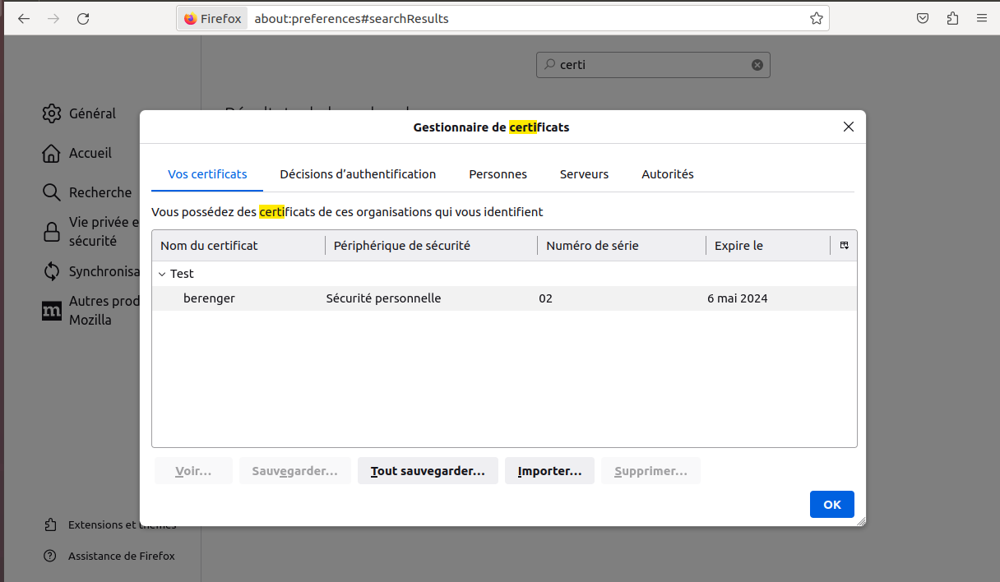 Firefox about:preferences#searchResults
certi
Général
Accueil
Recherche
Vie privée e
sécurité
Synchronisa
Autres prod
Mozilla
Extensions et thèmes
Assistance de Firefox
Gestionnaire de certificats
Vos certificats Décisions d’authentification Personnes Serveurs Autorités
Vous possédez des certificats de ces organisations qui vous identifient
Nom du certificat Périphérique de sécurité Numéro de série Expire le
Test
berenger Sécurité personnelle 02 6 mai 2024
Voir… Sauvegarder… Tout sauvegarder… Importer… Supprimer…
OK